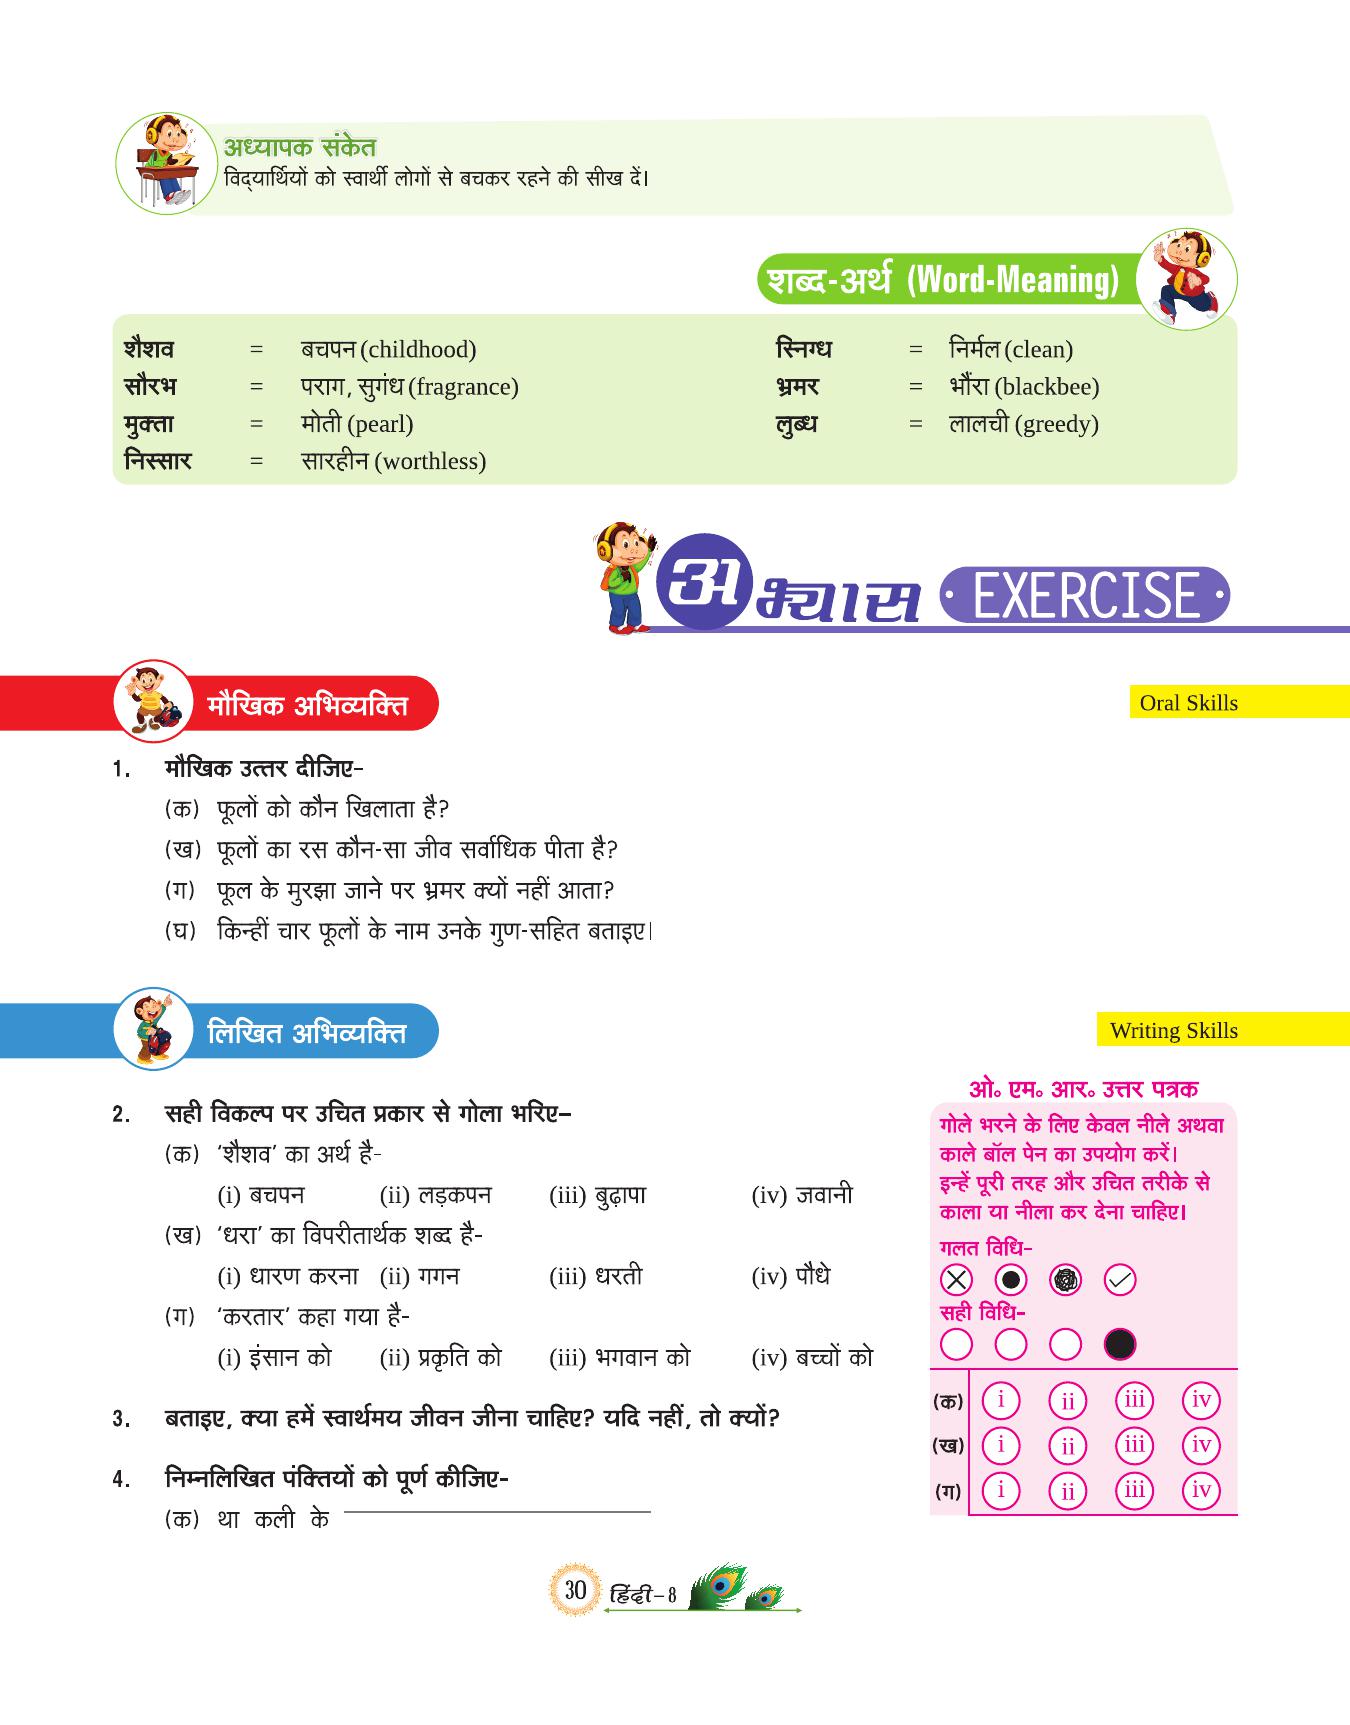 अध्यापक संकेत
विद्‌यार्थियों को स्वार्थी लोगों से बचकर रहने की सीख दें।
शब्द-अर्थ (Word-Meaning)
शैशव = बचपन (childhood) स्निग्ध = निर्मल (clean)
सौरभ = पराग, सुगंध (fragrance) भ्रमर = भौंरा (blackbee)
मुक्ता = मोती (pearl) लुब्ध = लालची (greedy)
निस्सार = सारहीन (worthless)
अभ्यास EXERCISE
मौखिक अभिव्यक्ति Oral Skills
1. मौखिक उत्तर दीजिए-
(क) फूलों को कौन खिलाता है?
(ख) फूलों का रस कौन-सा जीव सर्वाधिक पीता है?
(ग) फूल के मुरझा जाने पर भ्रमर क्यों नहीं आता?
(घ) किन्हीं चार फूलों के नाम उनके गुण-सहित बताइए।
लिखित अभिव्यक्ति Writing Skills
2. सही विकल्प पर उचित प्रकार से गोला भरिए–
(क) ‘शैशव’ का अर्थ है-
(i) बचपन (ii) लड़कपन (iii) बुढ़ापा (iv) जवानी
(ख) ‘धरा’ का विपरीतार्थक शब्द है-
(i) धारण करना (ii) गगन (iii) धरती (iv) पौधे
(ग) ‘करतार’ कहा गया है-
(i) इंसान को (ii) प्रकृति को (iii) भगवान को (iv) बच्चों को
3. बताइए, क्या हमें स्वार्थमय जीवन जीना चाहिए? यदि नहीं, तो क्यों?
4. निम्नलिखित पंक्तियों को पूर्ण कीजिए-
(क) था कली के
ओ॰ एम॰ आर॰ उत्तर पत्रक
गोले भरने के लिए केवल नीले अथवा
काले बॉल पेन का उपयोग करें।
इन्हें पूरी तरह और उचित तरीके से
काला या नीला कर देना चाहिए।
गलत विधि-
सही विधि-
(क) i ii iii iv
(ख) i ii iii iv
(ग) i ii iii iv
30 हिंदी–8